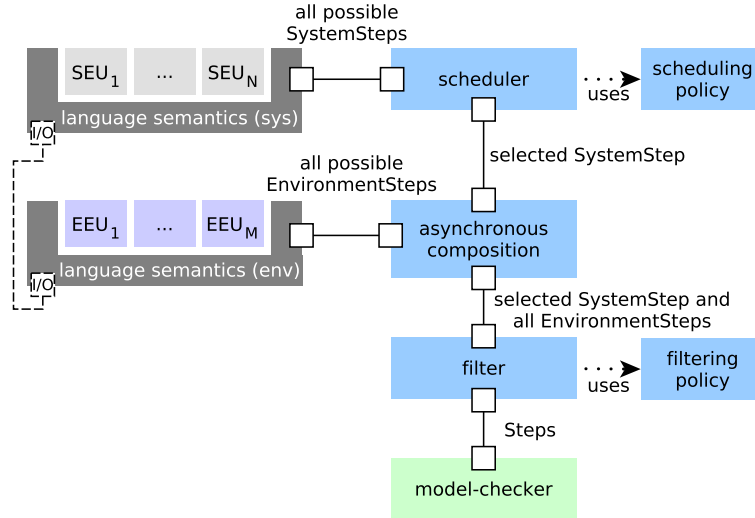 all possible
SystemSteps
SEU1
...
SEUN
language semantics (sys)
I/O
scheduler
uses
scheduling
policy
selected SystemStep
all possible
EnvironmentSteps
EEU1
...
EEUM
language semantics (env)
I/O
asynchronous
composition
selected SystemStep and
all EnvironmentSteps
filter
uses
filtering
policy
Steps
model-checker